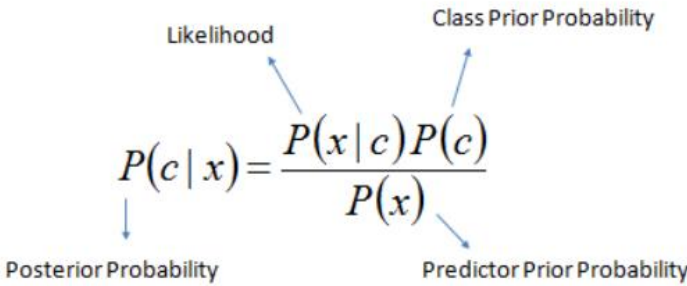 Likelihood
Class Prior Probability
P(c | x) = P(x | c)P(c)
P(x)
Posterior Probability
Predictor Prior Probability